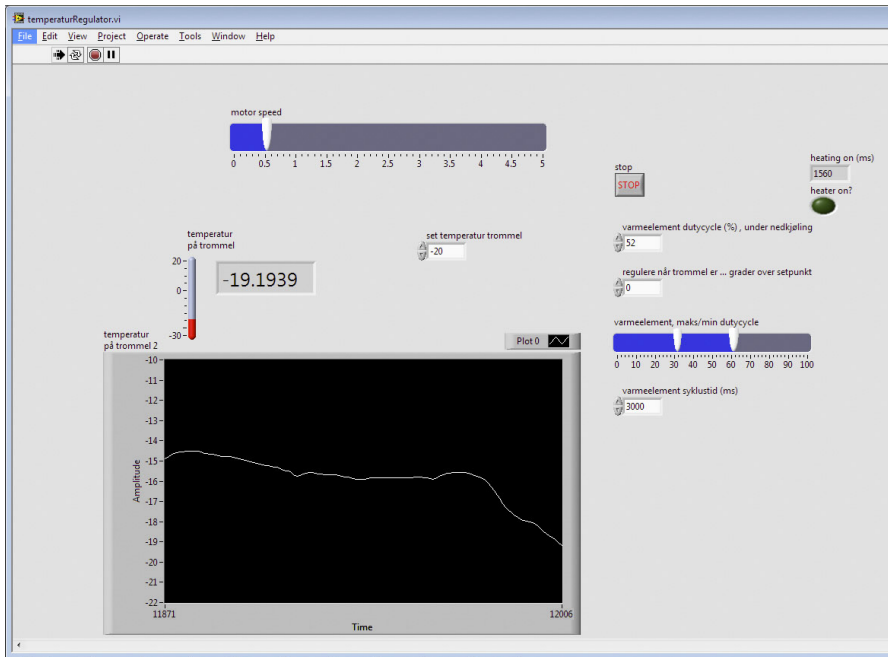 temperaturRegulator.vi
File Edit View Project Operate Tools Window Help
motor speed
0 0.5 1 1.5 2 2.5 3 3.5 4 4.5 5
stop
STOP
heating on (ms)
1560
heater on?
temperatur
på trommel
20
0
-30
-19.1939
set temperatur trommel
-20
varmeelement dutycycle (%) , under nedkjøling
52
regulere når trommel er ... grader over setpunkt
0
varmeelement, maks/min dutycycle
0 10 20 30 40 50 60 70 80 90 100
varmeelement syklustid (ms)
3000
temperatur
på trommel 2
Plot 0
-10
-11
-12
-13
-14
-15
-16
-17
-18
-19
-20
-21
-22
Amplitude
11871 12006
Time